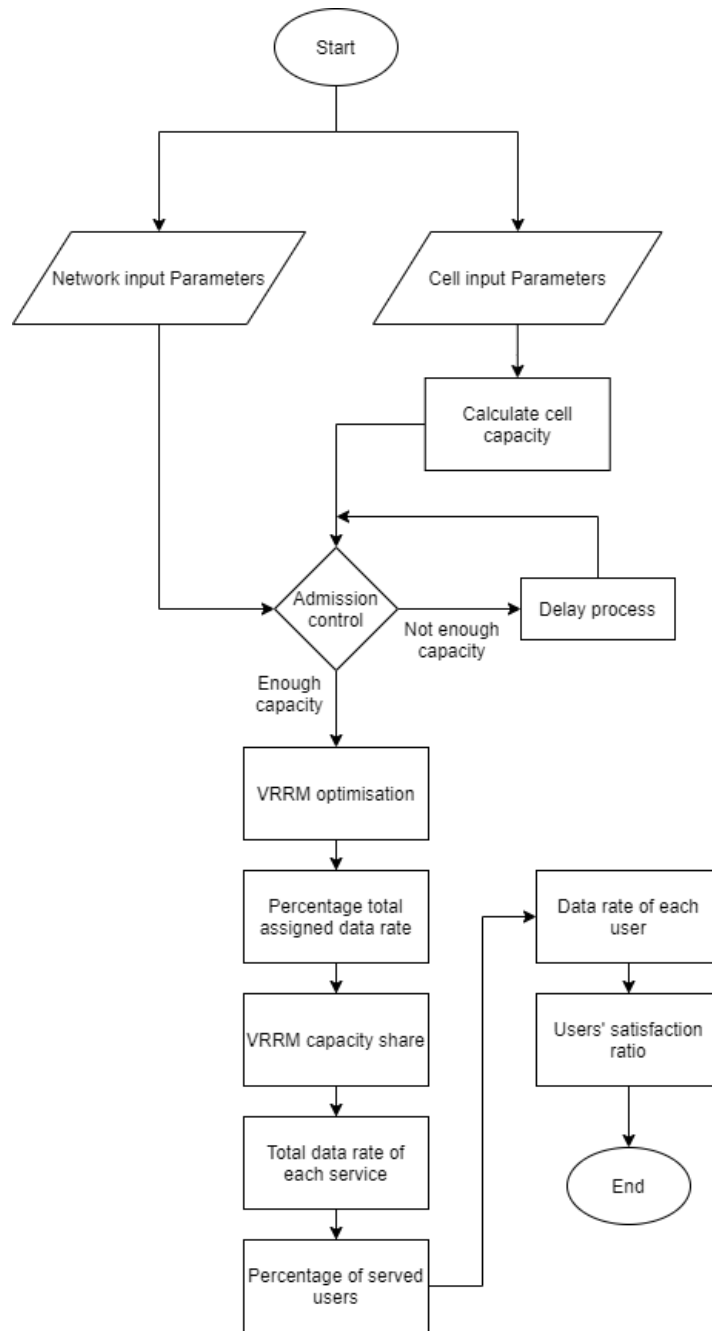 Start
Network input Parameters
Cell input Parameters
Calculate cell
capacity
Admission
control
Not enough
capacity
Delay process
Enough
capacity
VRRM optimisation
Percentage total
assigned data rate
VRRM capacity share
Total data rate of
each service
Percentage of served
users
Data rate of each
user
Users' satisfaction
ratio
End